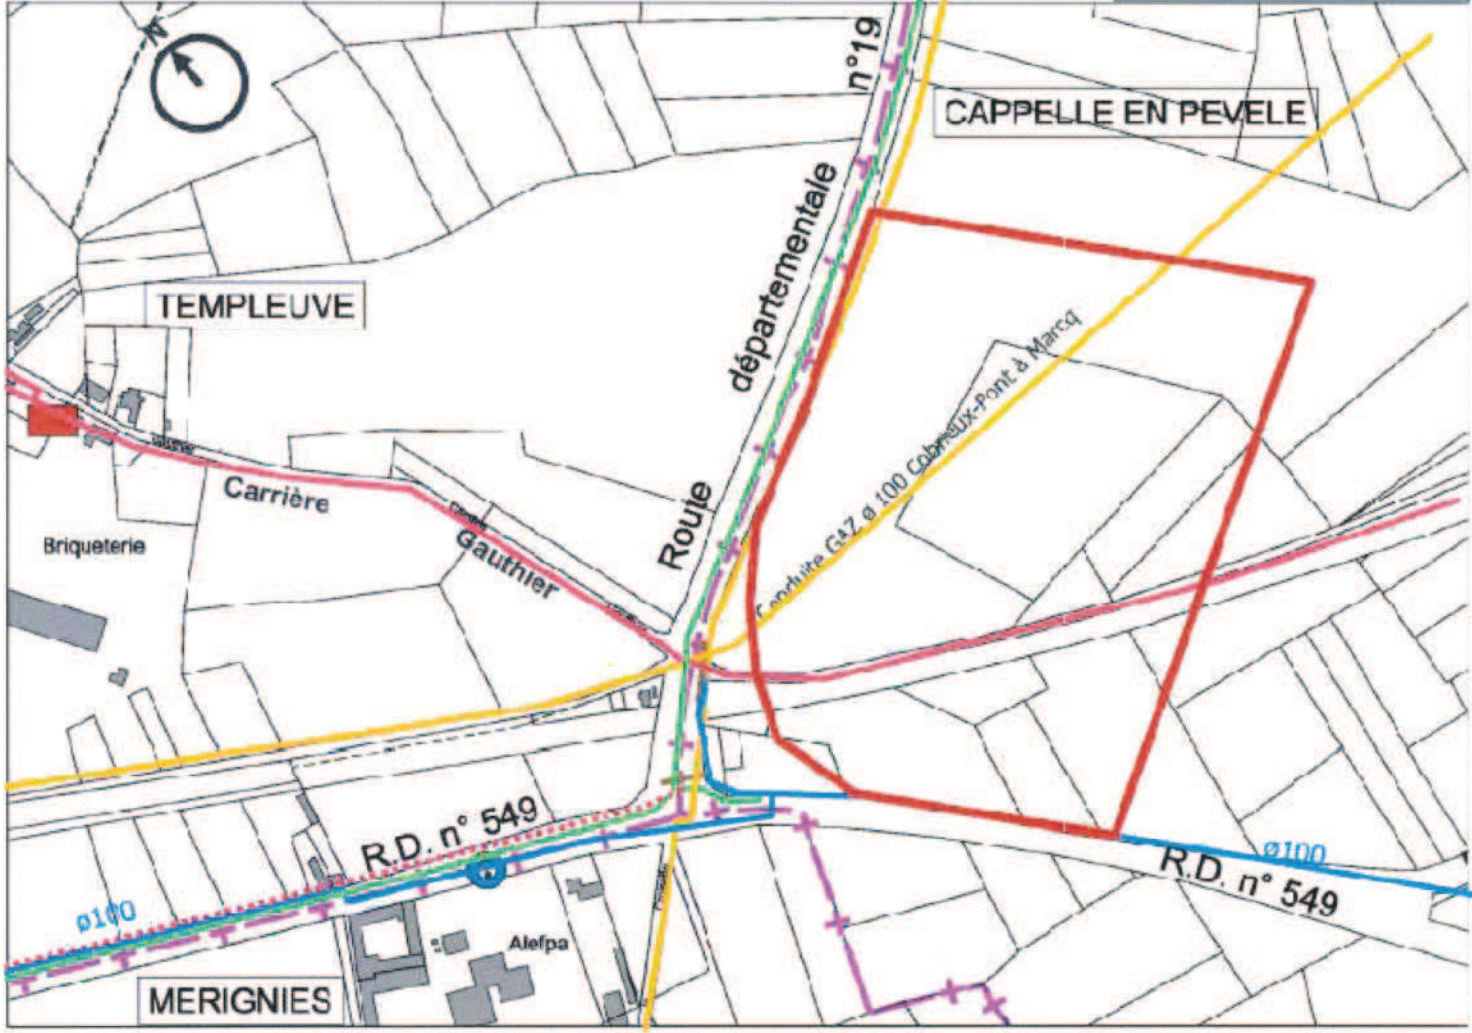 N
n°19
CAPPELLE EN PEVELE
départementale
TEMPLEUVE
Conduite GAZ ø 100 Cobrieux-Pont à Marcq
Route
Carrière
Gauthier
Briqueterie
R.D. n° 549
ø100
R.D. n° 549
ø100
Alefpa
MERIGNIES